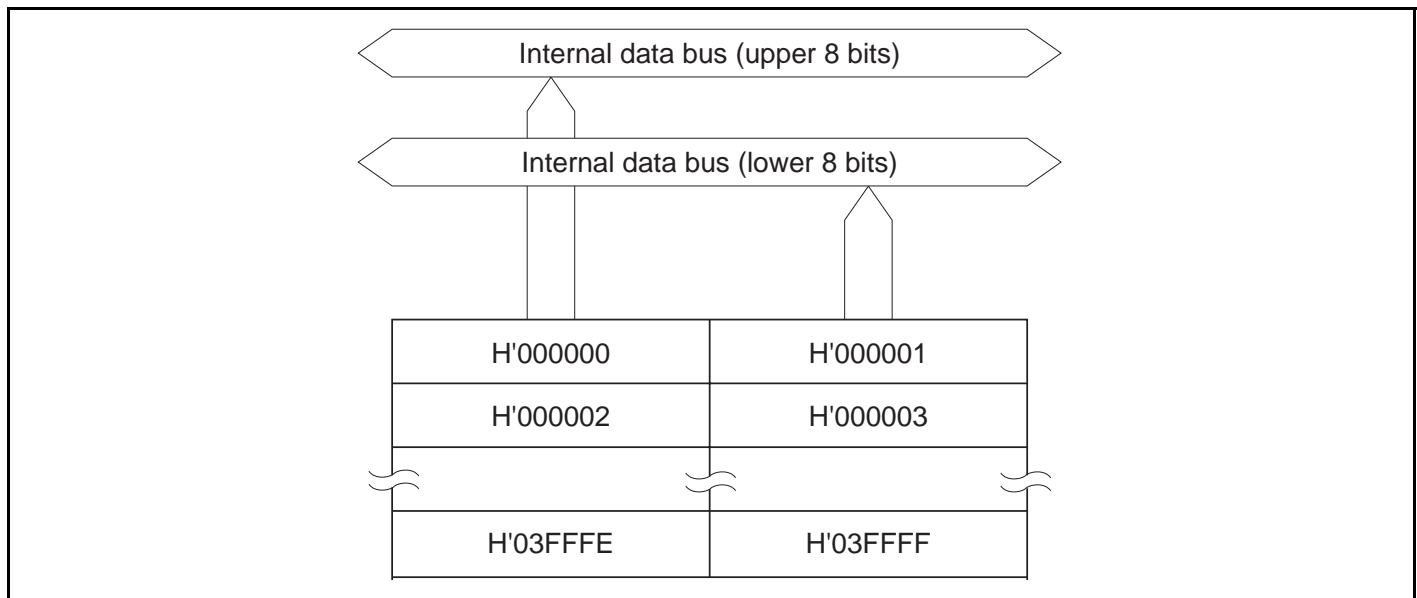 Internal data bus (upper 8 bits)
Internal data bus (lower 8 bits)
H'000000 H'000001
H'000002 H'000003
H'03FFFE H'03FFFF